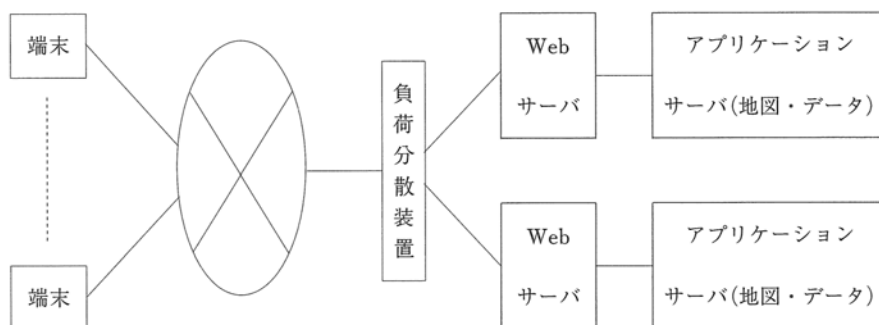 端末
端末
負荷分散装置
Web
サーバ
アプリケーション
サーバ(地図・データ)
Web
サーバ
アプリケーション
サーバ(地図・データ)